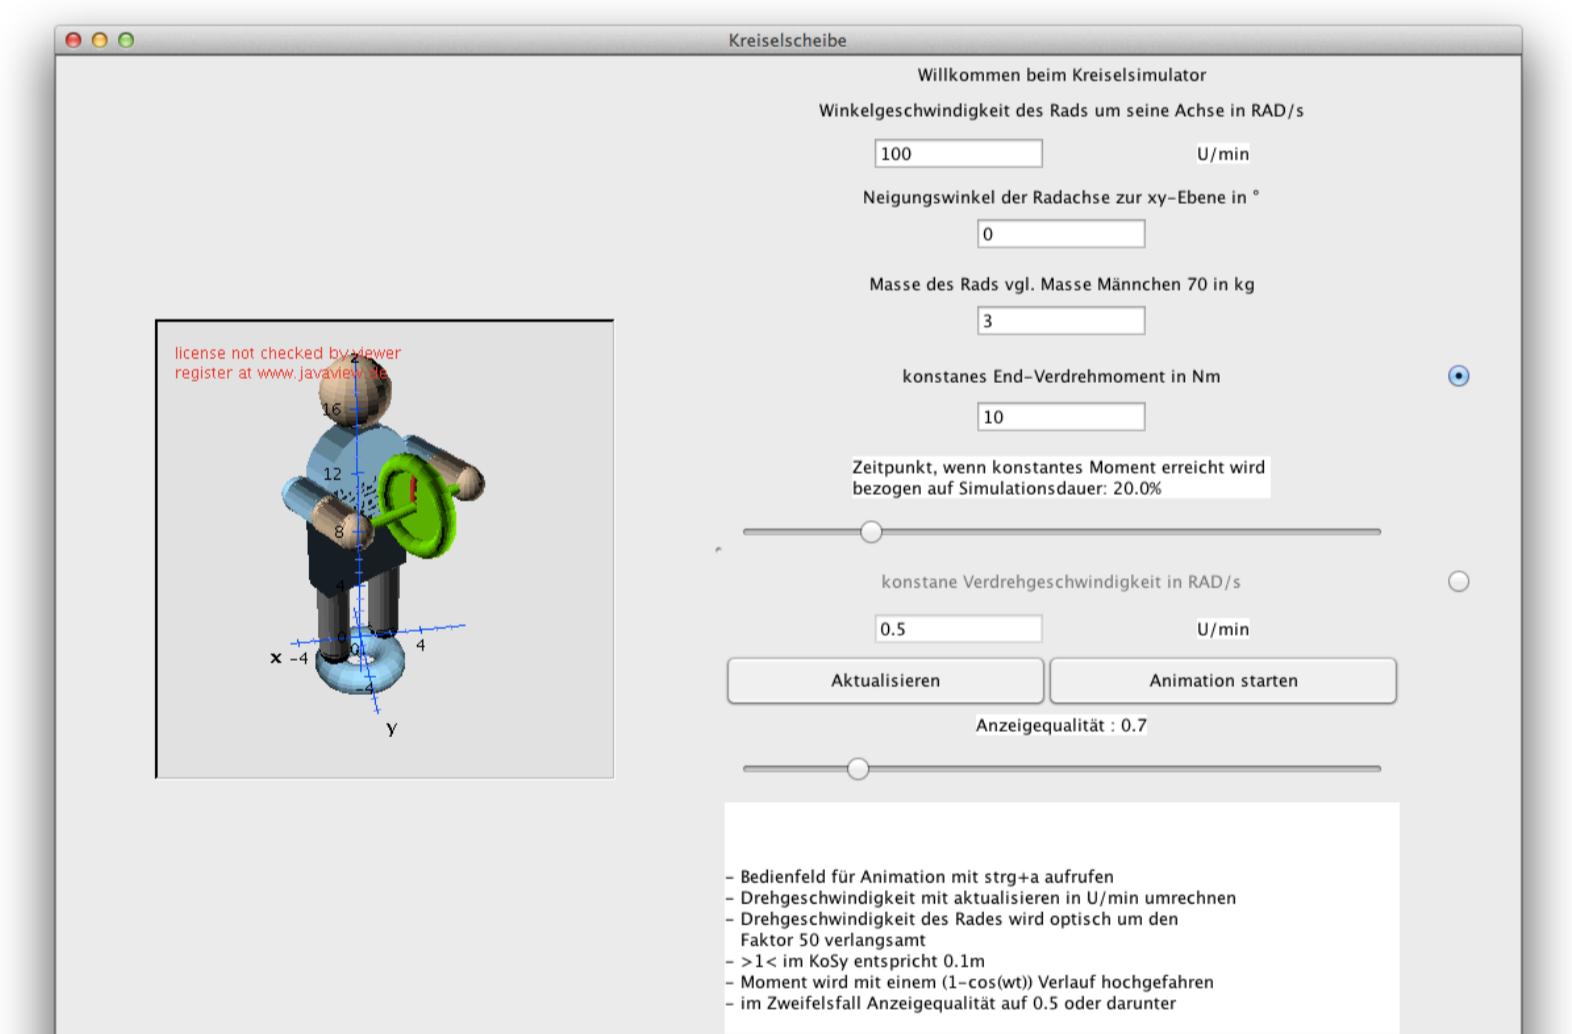 Kreiselscheibe
Willkommen beim Kreiselsimulator
Winkelgeschwindigkeit des Rads um seine Achse in RAD/s
100
U/min
Neigungswinkel der Radachse zur xy-Ebene in °
0
Masse des Rads vgl. Masse Männchen 70 in kg
3
konstanes End-Verdrehmoment in Nm
10
Zeitpunkt, wenn konstantes Moment erreicht wird
bezogen auf Simulationsdauer: 20.0%
konstane Verdrehgeschwindigkeit in RAD/s
0.5
U/min
Aktualisieren
Animation starten
Anzeigequalität : 0.7
- Bedienfeld für Animation mit strg+a aufrufen
- Drehgeschwindigkeit mit aktualisieren in U/min umrechnen
- Drehgeschwindigkeit des Rades wird optisch um den
Faktor 50 verlangsamt
- >1< im KoSy entspricht 0.1m
- Moment wird mit einem (1-cos(wt)) Verlauf hochgefahren
- im Zweifelsfall Anzeigequalität auf 0.5 oder darunter
license not checked by viewer
register at www.javaview.de
z
16
12
8
4
0
x -4
0
4
-4
y